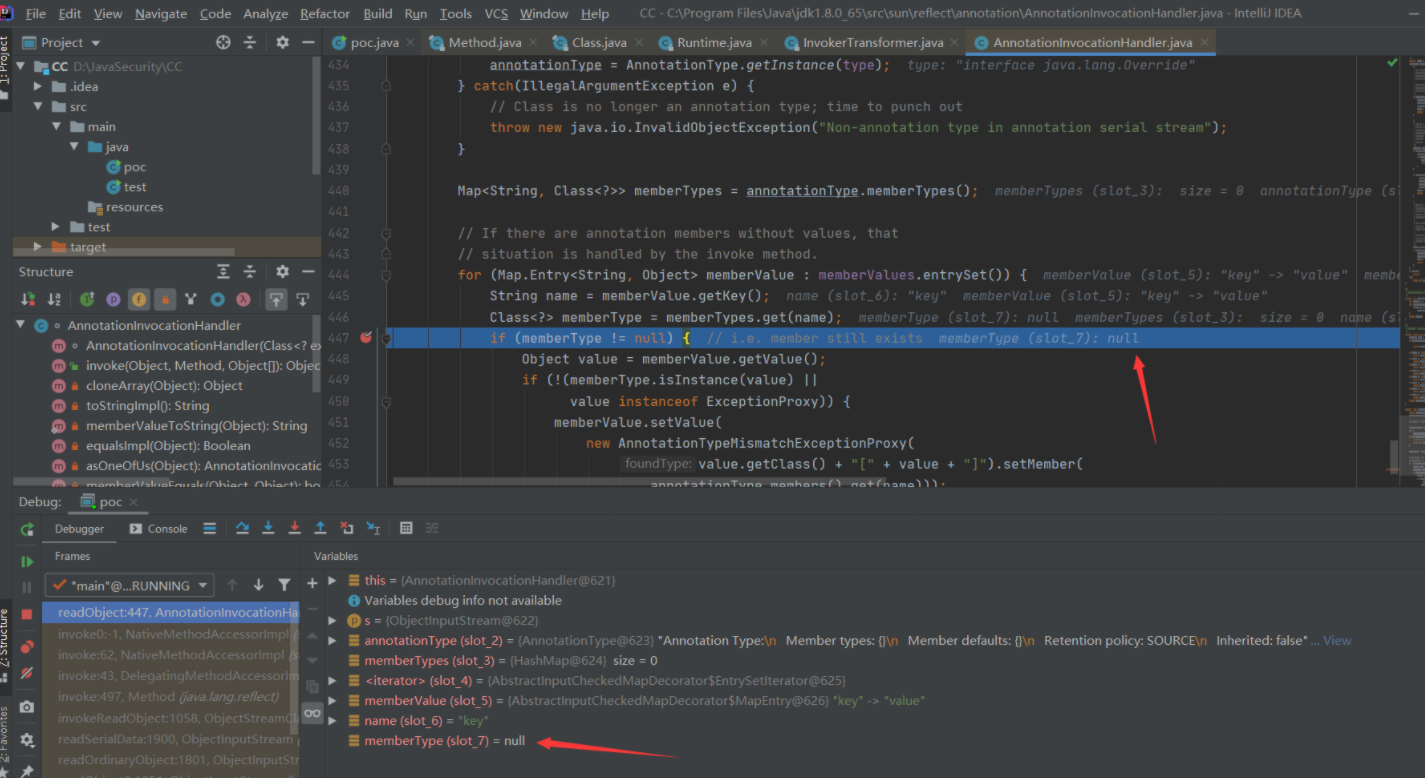 File Edit View Navigate Code Analyze Refactor Build Run Tools VCS Window Help CC - C:\Program Files\Java\jdk1.8.0_65\src\sun\reflect\annotation\AnnotationInvocationHandler.java - IntelliJ IDEA
Project
poc.java Method.java Class.java Runtime.java InvokerTransformer.java AnnotationInvocationHandler.java
1: Project
CC D:\JavaSecurity\CC
.idea
src
main
java
poc
test
resources
test
target
434 annotationType = AnnotationType.getInstance(type); type: "interface java.lang.Override"
435 } catch(IllegalArgumentException e) {
436 // Class is no longer an annotation type; time to punch out
437 throw new java.io.InvalidObjectException("Non-annotation type in annotation serial stream");
438 }
439
440 Map<String, Class<?>> memberTypes = annotationType.memberTypes(); memberTypes (slot_3): size = 0 annotationType (s
441
442 // If there are annotation members without values, that
443 // situation is handled by the invoke method.
444 for (Map.Entry<String, Object> memberValue : memberValues.entrySet()) { memberValue (slot_5): "key" -> "value" membe
445 String name = memberValue.getKey(); name (slot_6): "key" memberValue (slot_5): "key" -> "value"
446 Class<?> memberType = memberTypes.get(name); memberType (slot_7): null memberTypes (slot_3): size = 0 name (s
447 if (memberType != null) { // i.e. member still exists memberType (slot_7): null
448 Object value = memberValue.getValue();
449 if (!(memberType.isInstance(value) ||
450 value instanceof ExceptionProxy)) {
451 memberValue.setValue(
452 new AnnotationTypeMismatchExceptionProxy(
453 foundType: value.getClass() + "[" + value + "]").setMember(
454 annotationType.members().get(name)));
Structure
AnnotationInvocationHandler
AnnotationInvocationHandler(Class<? ex
invoke(Object, Method, Object[]): Objec
cloneArray(Object): Object
toStringImpl(): String
memberValueToString(Object): String
equalsImpl(Object): Boolean
asOneOfUs(Object): AnnotationInvocatio
memberValueEquals(Object, Object): bo
Debug: poc
Debugger Console
Frames
Variables
"main"@...RUNNING
readObject:447, AnnotationInvocationHa
invoke0:-1, NativeMethodAccessorImpl (s
invoke:62, NativeMethodAccessorImpl (s
invoke:43, DelegatingMethodAccessorIm
invoke:497, Method (java.lang.reflect)
invokeReadObject:1058, ObjectStreamCla
readSerialData:1900, ObjectInputStream
readOrdinaryObject:1801, ObjectInputStr
this = {AnnotationInvocationHandler@621}
Variables debug info not available
s = {ObjectInputStream@622}
annotationType (slot_2) = {AnnotationType@623} "Annotation Type:\n Member types: {}\n Member defaults: {}\n Retention policy: SOURCE\n Inherited: false" ... View
memberTypes (slot_3) = {HashMap@624} size = 0
<iterator> (slot_4) = {AbstractInputCheckedMapDecorator$EntrySetIterator@625}
memberValue (slot_5) = {AbstractInputCheckedMapDecorator$MapEntry@626} "key" -> "value"
name (slot_6) = "key"
memberType (slot_7) = null
Z: Structure
2: Favorites